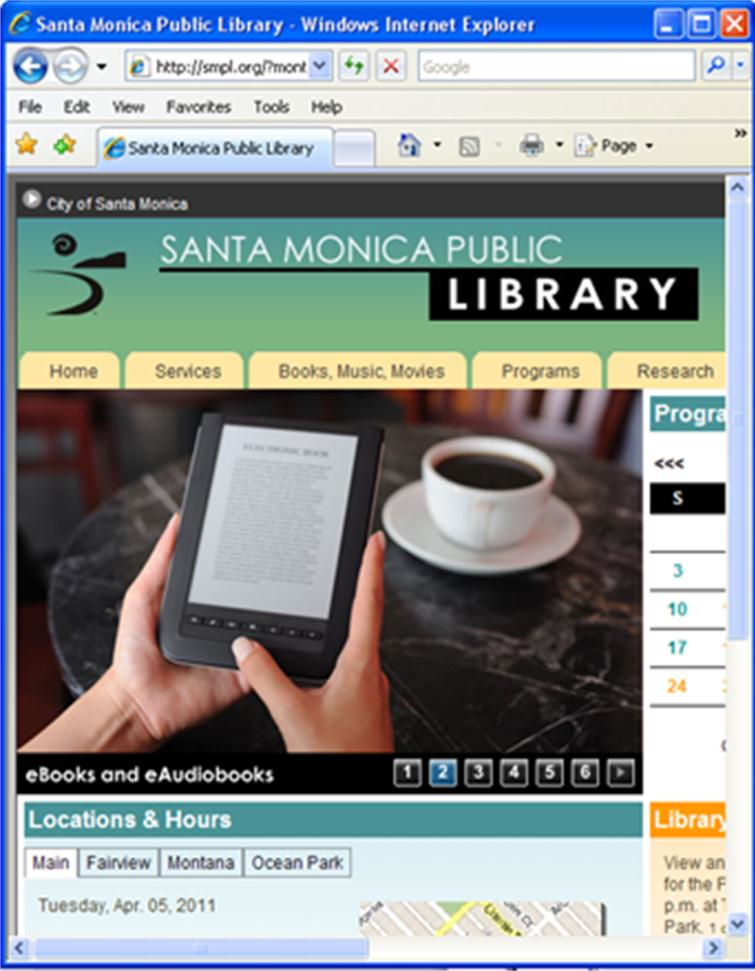 Santa Monica Public Library - Windows Internet Explorer
http://smpl.org/?mont
Google
File Edit View Favorites Tools Help
Santa Monica Public Library
Page
»
City of Santa Monica
SANTA MONICA PUBLIC
LIBRARY
Home Services Books, Music, Movies Programs Research
Progra
<<<
S
3
10
17
24
ELECTRONIC BOOK
eBooks and eAudiobooks 1 2 3 4 5 6
Locations & Hours
Main Fairview Montana Ocean Park
Tuesday, Apr. 05, 2011
Library
View an
for the P
p.m. at T
Park.